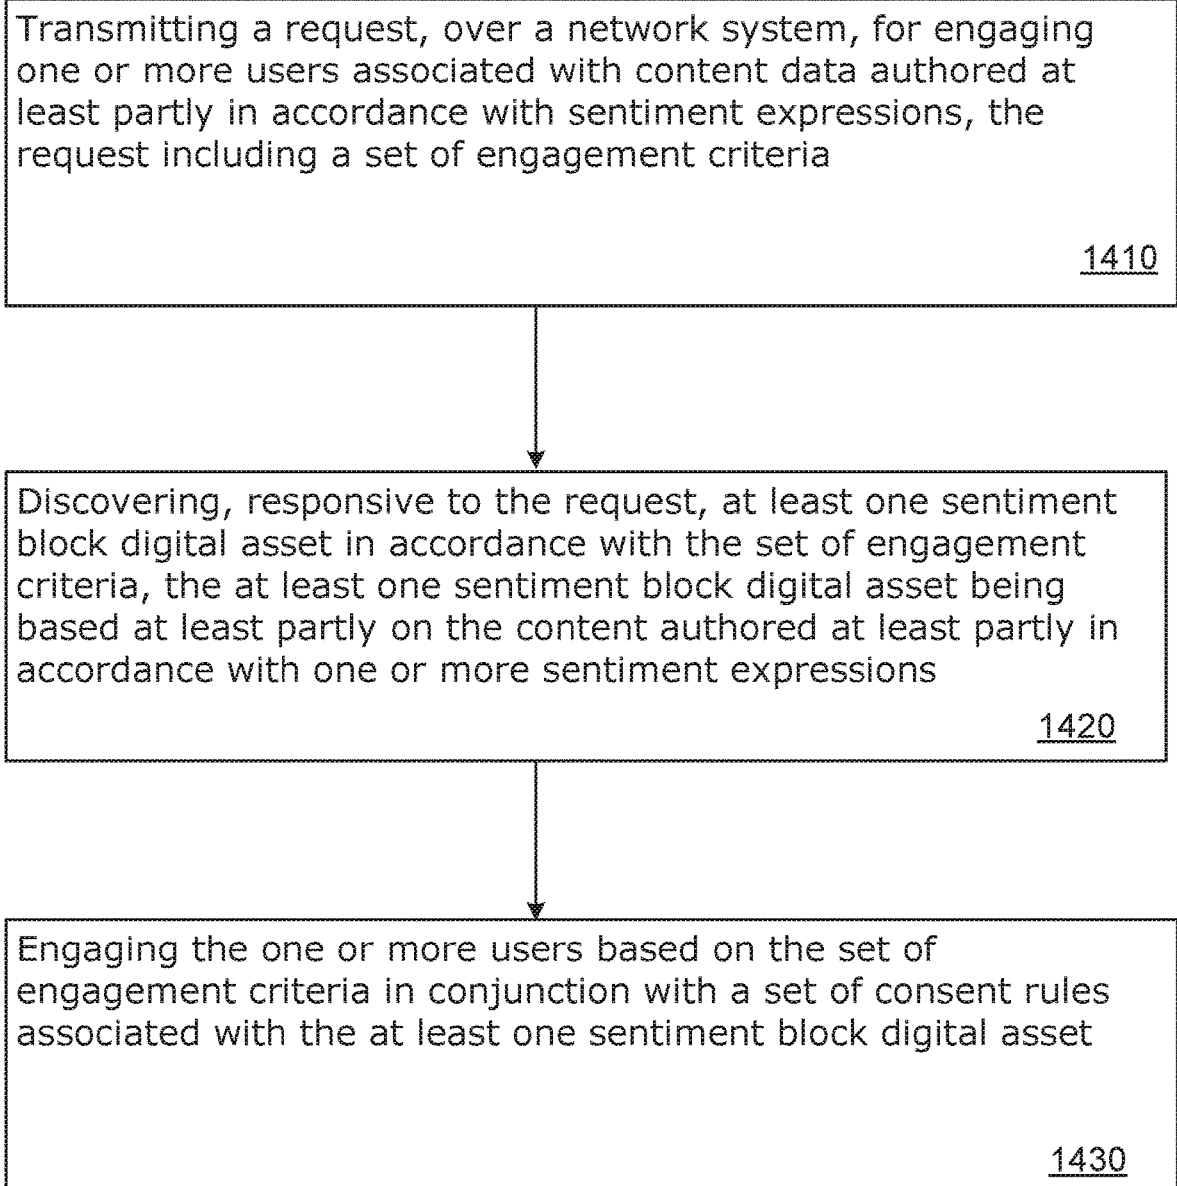 Transmitting a request, over a network system, for engaging
one or more users associated with content data authored at
least partly in accordance with sentiment expressions, the
request including a set of engagement criteria
1410
Discovering, responsive to the request, at least one sentiment
block digital asset in accordance with the set of engagement
criteria, the at least one sentiment block digital asset being
based at least partly on the content authored at least partly in
accordance with one or more sentiment expressions
1420
Engaging the one or more users based on the set of
engagement criteria in conjunction with a set of consent rules
associated with the at least one sentiment block digital asset
1430